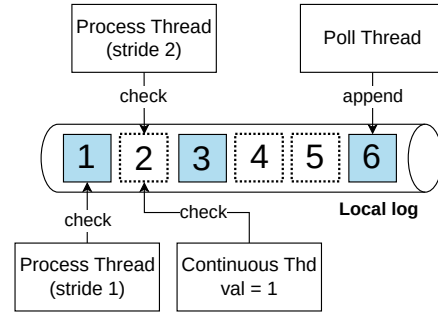 Process Thread
(stride 2)
Poll Thread
check
append
1 2 3 4 5 6
check
check
Local log
Process Thread
(stride 1)
Continuous Thd
val = 1